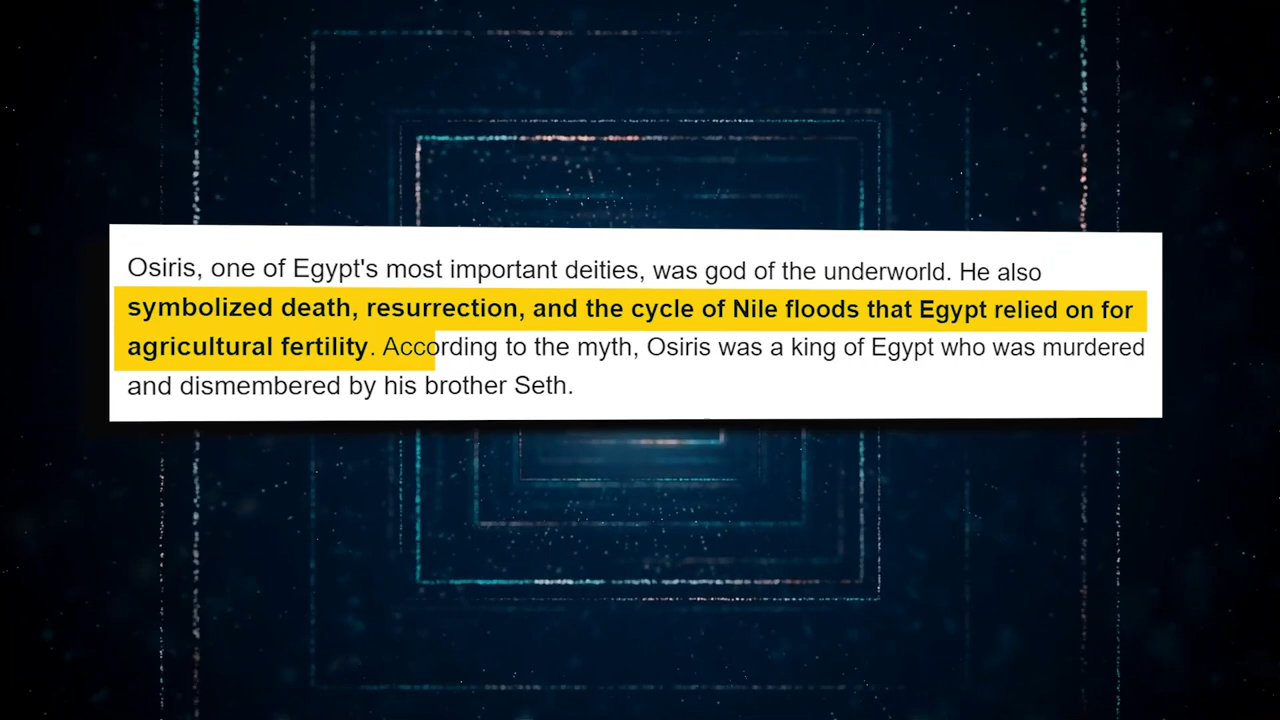 Osiris, one of Egypt's most important deities, was god of the underworld. He also
symbolized death, resurrection, and the cycle of Nile floods that Egypt relied on for
agricultural fertility. According to the myth, Osiris was a king of Egypt who was murdered
and dismembered by his brother Seth.